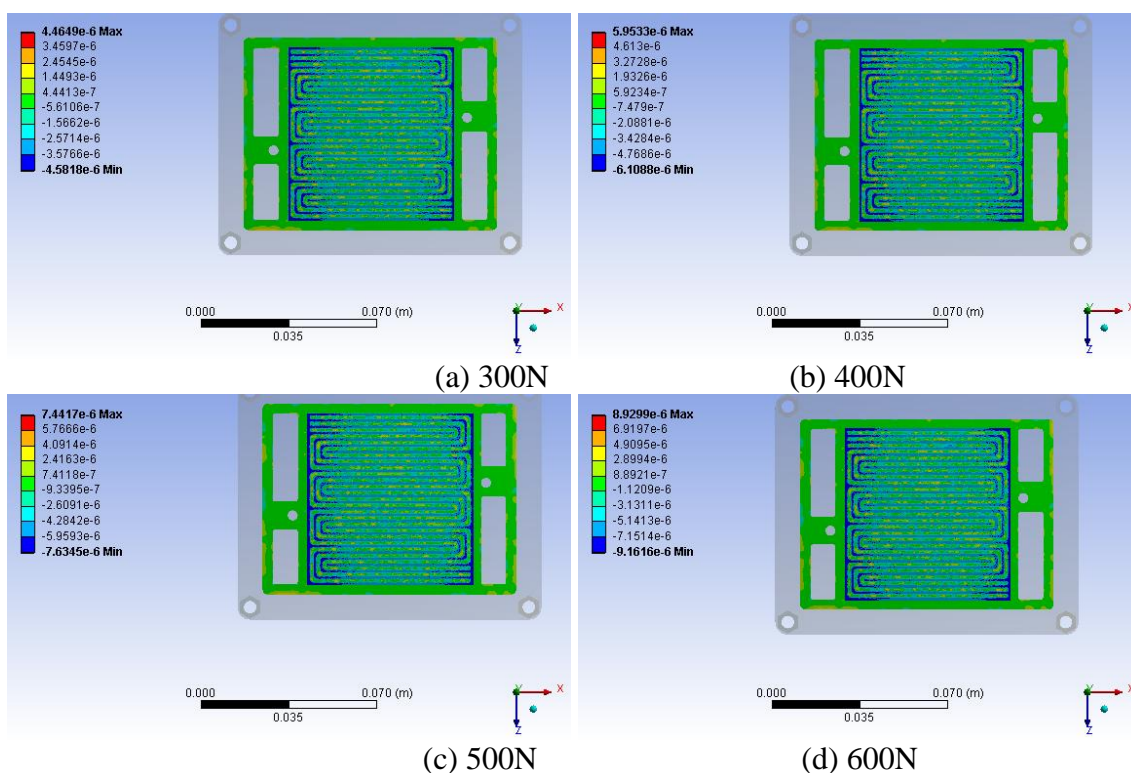 4.4649e-6 Max
3.4597e-6
2.4545e-6
1.4493e-6
4.4413e-7
-5.6106e-7
-1.5662e-6
-2.5714e-6
-3.5766e-6
-4.5818e-6 Min
0.000
0.070 (m)
0.035
Y
X
Z
(a) 300N
5.9533e-6 Max
4.613e-6
3.2728e-6
1.9326e-6
5.9234e-7
-7.479e-7
-2.0881e-6
-3.4284e-6
-4.7686e-6
-6.1088e-6 Min
0.000
0.070 (m)
0.035
Y
X
Z
(b) 400N
7.4417e-6 Max
5.7666e-6
4.0914e-6
2.4163e-6
7.4118e-7
-9.3395e-7
-2.6091e-6
-4.2842e-6
-5.9593e-6
-7.6345e-6 Min
0.000
0.070 (m)
0.035
Y
X
Z
(c) 500N
8.9299e-6 Max
6.9197e-6
4.9095e-6
2.8994e-6
8.8921e-7
-1.1209e-6
-3.1311e-6
-5.1413e-6
-7.1514e-6
-9.1616e-6 Min
0.000
0.070 (m)
0.035
Y
X
Z
(d) 600N